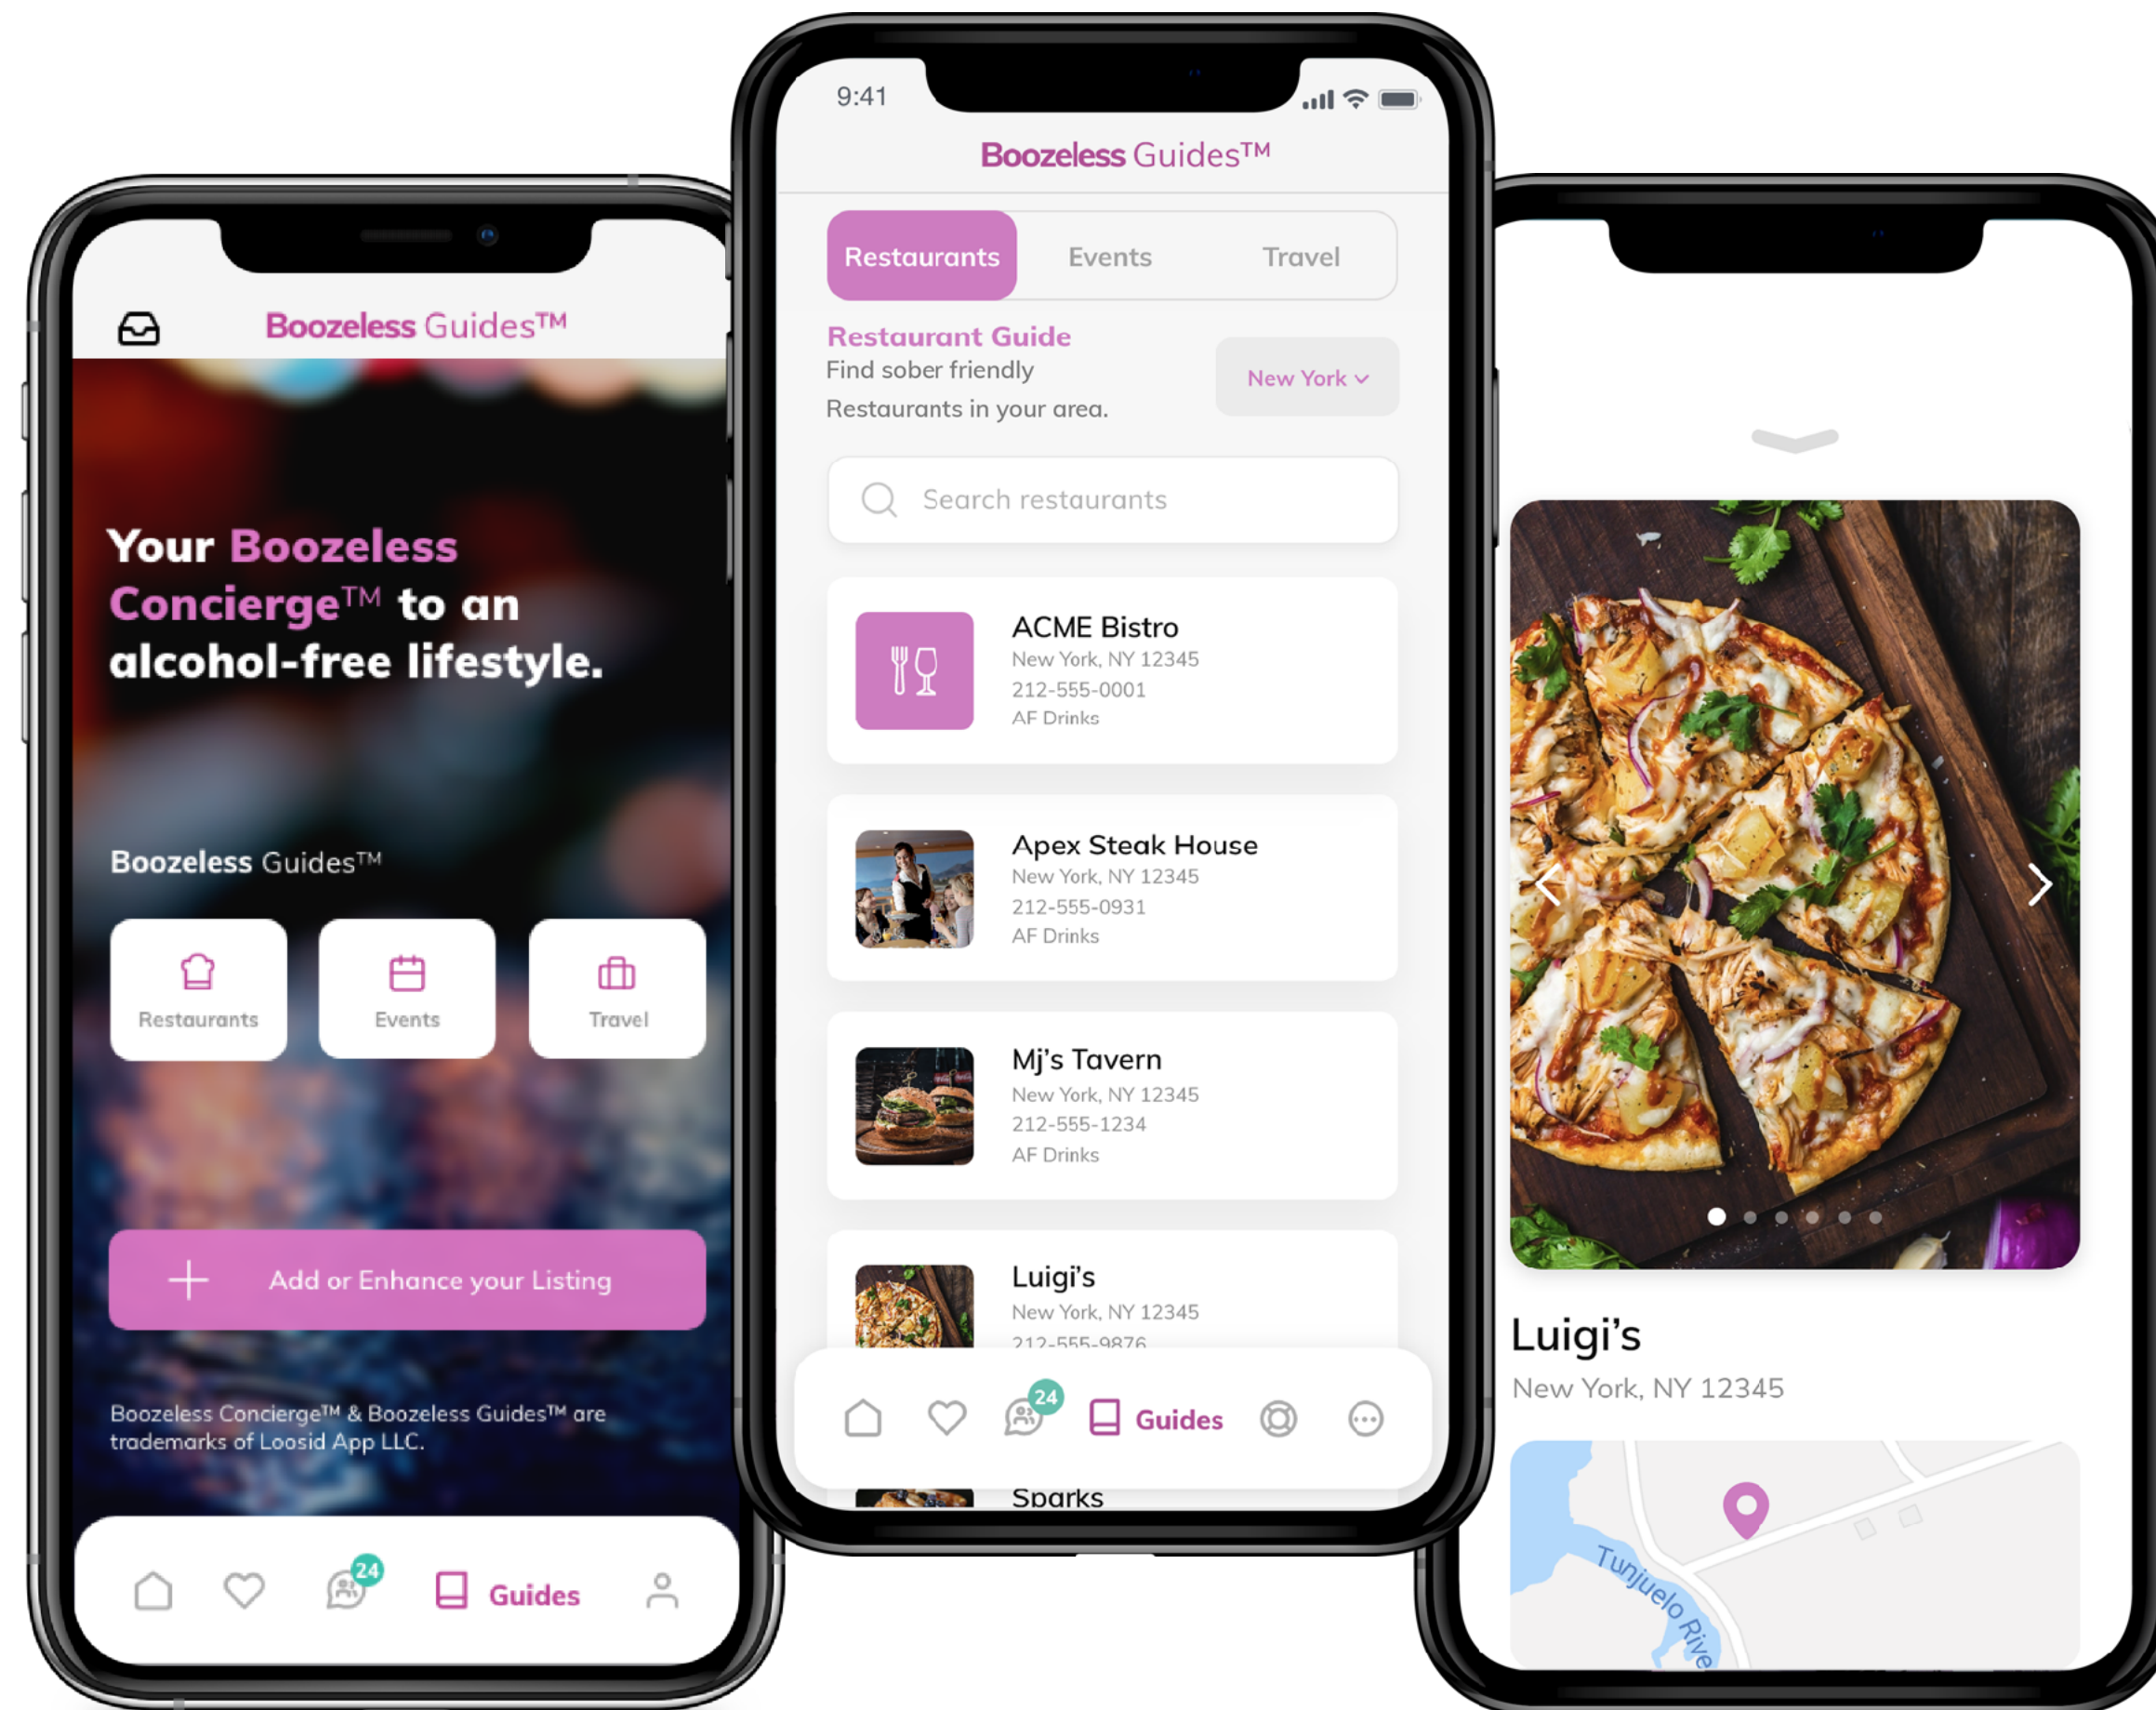 Boozeless Guides™
Your Boozeless
Concierge™ to an
alcohol-free lifestyle.
Boozeless Guides™
Restaurants
Events
Travel
Add or Enhance your Listing
Boozeless Concierge™ & Boozeless Guides™ are
trademarks of Loosid App LLC.
24
Guides
9:41
Boozeless Guides™
Restaurants
Events
Travel
Restaurant Guide
Find sober friendly
Restaurants in your area.
New York
Search restaurants
ACME Bistro
New York, NY 12345
212-555-0001
AF Drinks
Apex Steak House
New York, NY 12345
212-555-0931
AF Drinks
Mj's Tavern
New York, NY 12345
212-555-1234
AF Drinks
Luigi's
New York, NY 12345
212-555-9876
24
Guides
Sparks
Luigi's
New York, NY 12345
Tunjuelo Rive